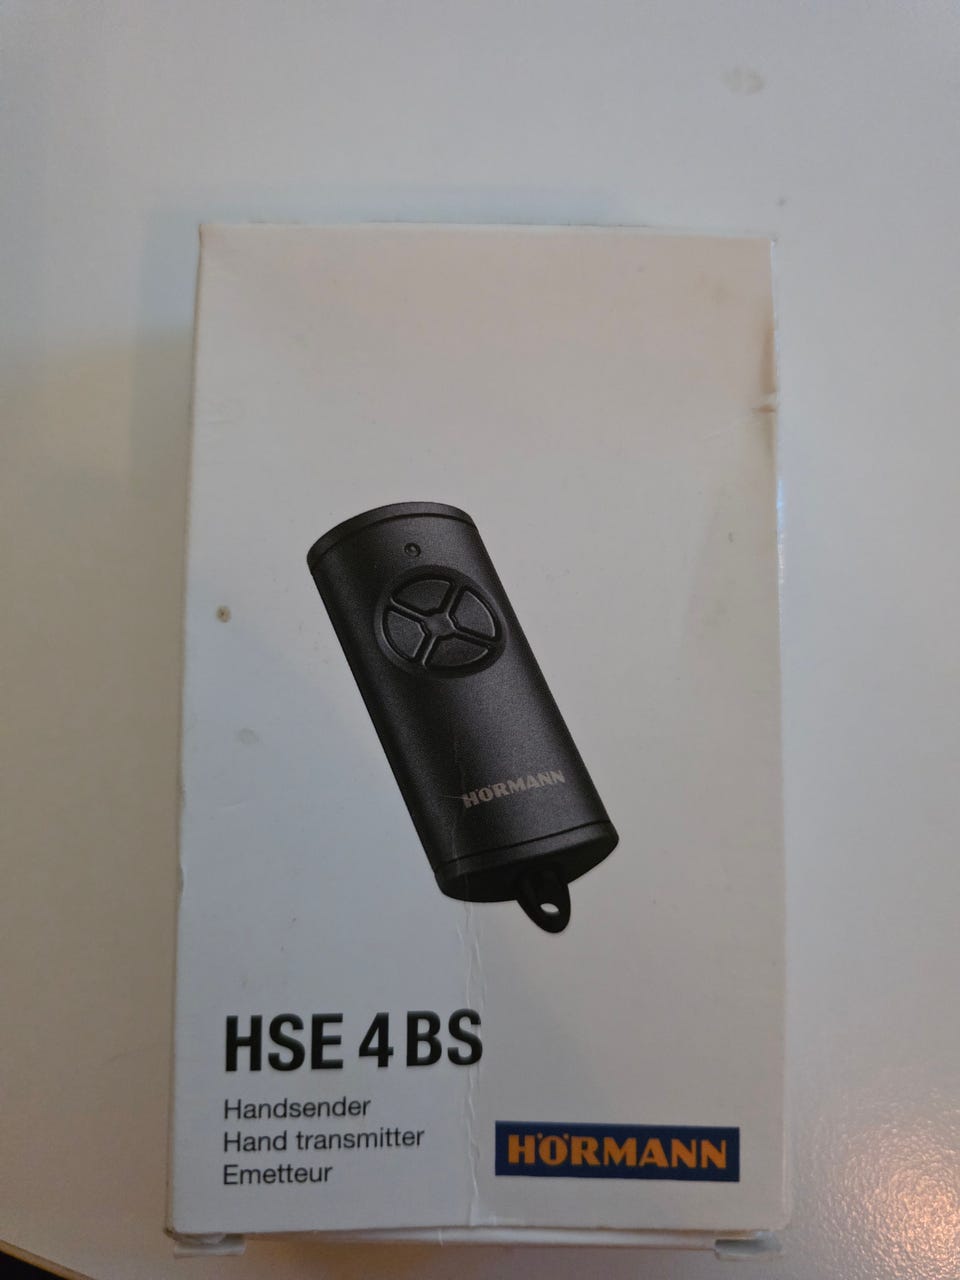 HÖRMANN
HSE 4 BS
Handsender
Hand transmitter
Emetteur
HÖRMANN